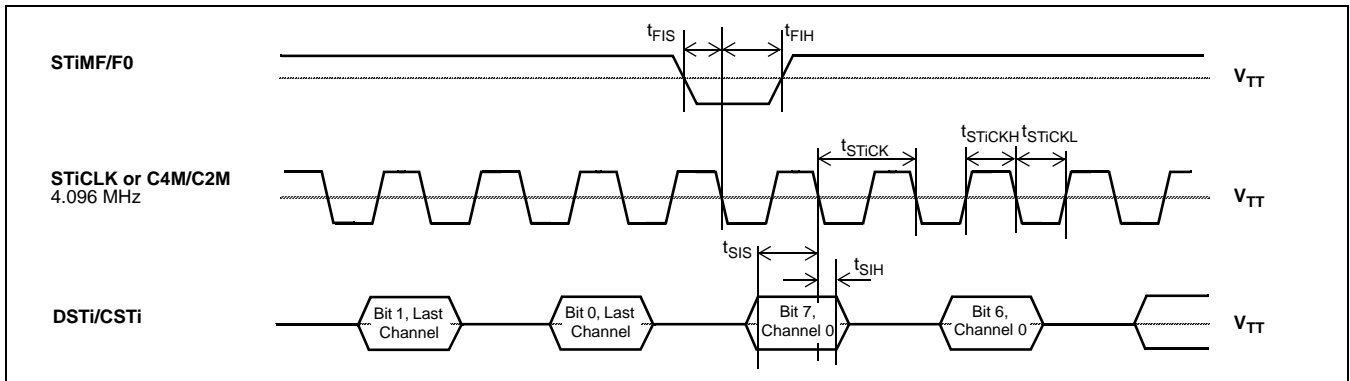 tFIS tFIH
STiMF/F0
VTT
tSTiCK tSTiCKH tSTiCKL
STiCLK or C4M/C2M
4.096 MHz
VTT
tSIS tSIH
DSTi/CSTi
Bit 1, Last
Channel
Bit 0, Last
Channel
Bit 7,
Channel 0
Bit 6,
Channel 0
VTT